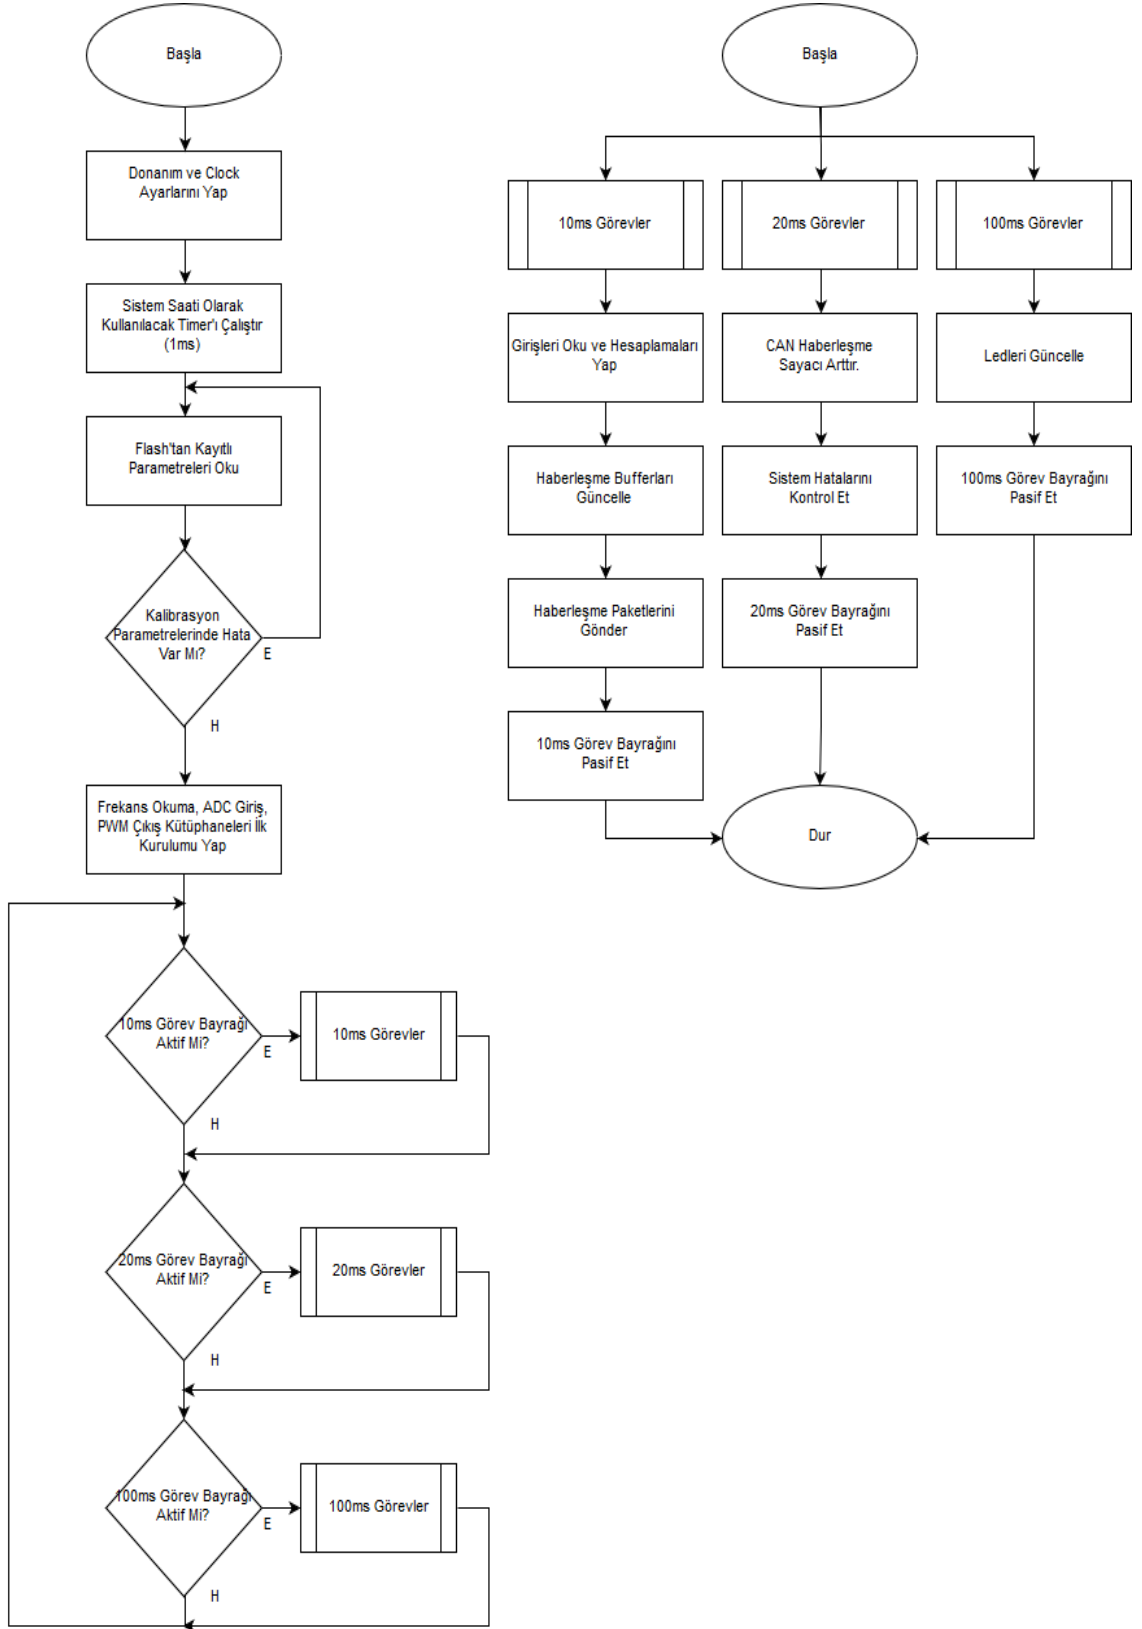 Başla
Donanım ve Clock
Ayarlarını Yap
Sistem Saati Olarak
Kullanılacak Timer'ı Çalıştır
(1ms)
Flash'tan Kayıtlı
Parametreleri Oku
Kalibrasyon
Parametrelerinde Hata
Var Mı?
E
H
Frekans Okuma, ADC Giriş,
PWM Çıkış Kütüphaneleri İlk
Kurulumu Yap
10ms Görev Bayrağı
Aktif Mi?
E
10ms Görevler
H
20ms Görev Bayrağı
Aktif Mi?
E
20ms Görevler
H
100ms Görev Bayrağı
Aktif Mi?
E
100ms Görevler
H
Başla
10ms Görevler
Girişleri Oku ve Hesaplamaları
Yap
Haberleşme Bufferları
Güncelle
Haberleşme Paketlerini
Gönder
10ms Görev Bayrağını
Pasif Et
20ms Görevler
CAN Haberleşme
Sayacı Arttır.
Sistem Hatalarını
Kontrol Et
20ms Görev Bayrağını
Pasif Et
100ms Görevler
Ledleri Güncelle
100ms Görev Bayrağını
Pasif Et
Dur